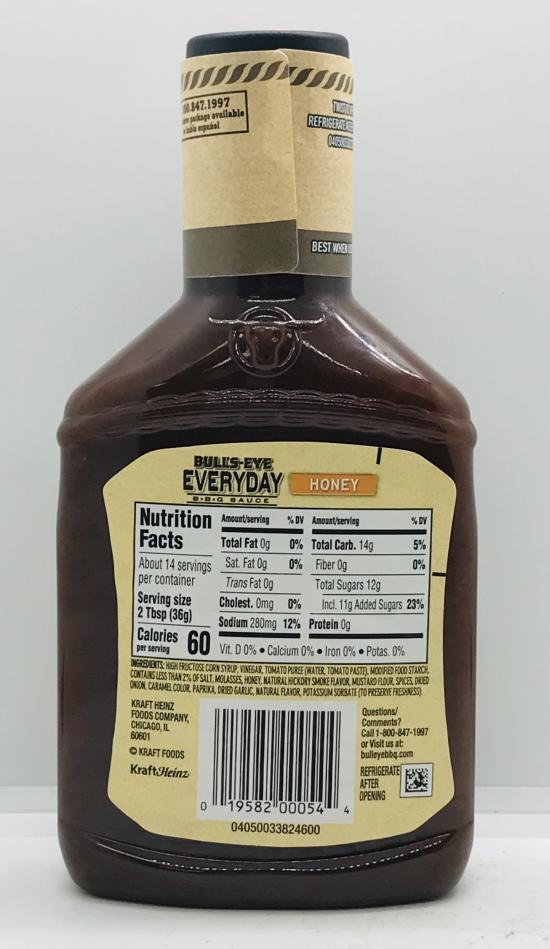 00.847.1997
package available
habla español
REFRIGERATE
BEST WHEN
BULL'S-EYE
EVERYDAY
B·B·Q SAUCE
HONEY
Nutrition
Facts
About 14 servings
per container
Serving size
2 Tbsp (36g)
Calories
per serving 60
Amount/serving % DV
Total Fat 0g 0%
Sat. Fat 0g 0%
Trans Fat 0g
Cholest. 0mg 0%
Sodium 280mg 12%
Amount/serving % DV
Total Carb. 14g 5%
Fiber 0g 0%
Total Sugars 12g
Incl. 11g Added Sugars 23%
Protein 0g
Vit. D 0% • Calcium 0% • Iron 0% • Potas. 0%
INGREDIENTS: HIGH FRUCTOSE CORN SYRUP, VINEGAR, TOMATO PUREE (WATER, TOMATO PASTE), MODIFIED FOOD STARCH,
CONTAINS LESS THAN 2% OF SALT, MOLASSES, HONEY, NATURAL HICKORY SMOKE FLAVOR, MUSTARD FLOUR, SPICES, DRIED
ONION, CARAMEL COLOR, PAPRIKA, DRIED GARLIC, NATURAL FLAVOR, POTASSIUM SORBATE (TO PRESERVE FRESHNESS).
KRAFT HEINZ
FOODS COMPANY,
CHICAGO, IL
60601
© KRAFT FOODS
KraftHeinz
0 19582 00054 4
04050033824600
Questions/
Comments?
Call 1-800-847-1997
or Visit us at:
bulleyebbq.com
REFRIGERATE
AFTER
OPENING